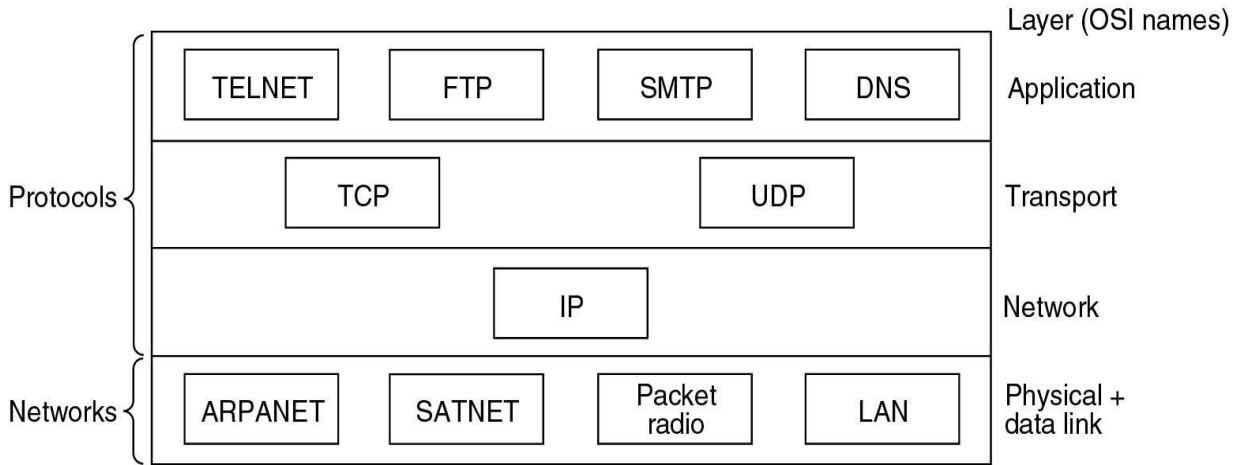 Layer (OSI names)
TELNET FTP SMTP DNS Application
Protocols TCP UDP Transport
IP Network
Networks ARPANET SATNET Packet radio LAN Physical + data link